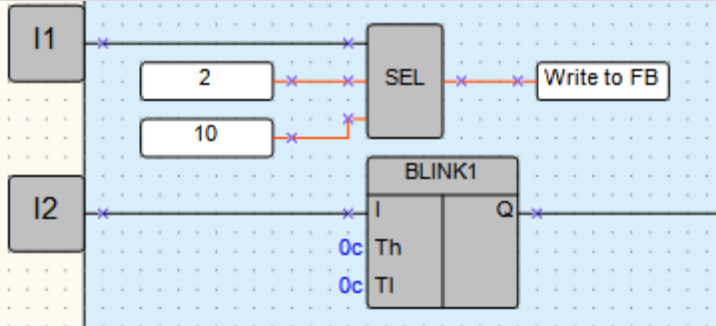 I1
2
SEL
Write to FB
10
BLINK1
I2
I
Q
0c Th
0c Tl